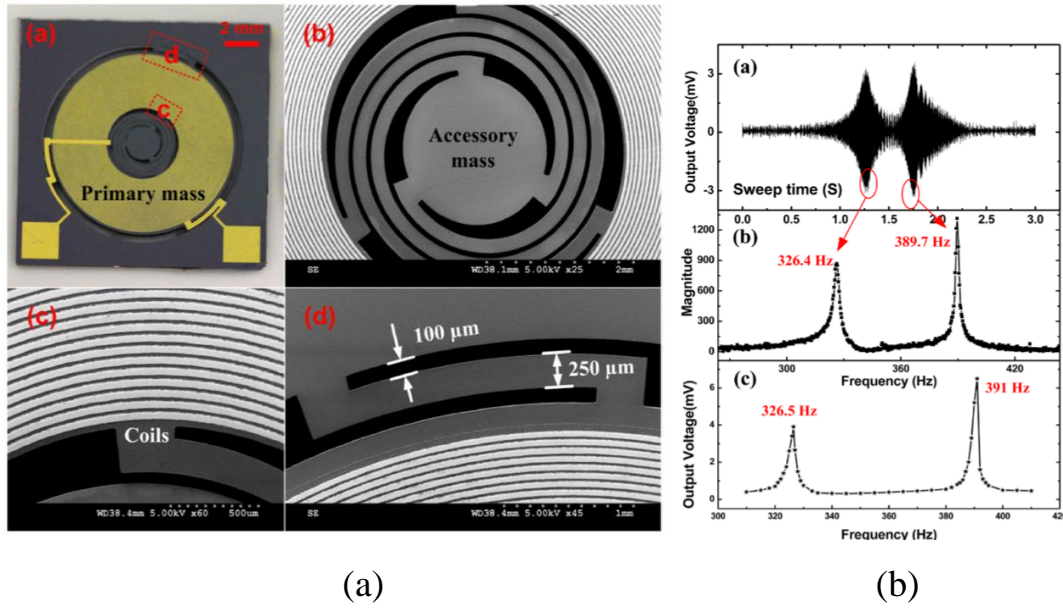 (a)
2 mm
d
c
Primary mass
(b)
Accessory
mass
SE
WD38.1mm 5.00kV x25
2mm
(c)
Coils
WD38.4mm 5.00kV x60
500um
(d)
100 µm
250 µm
SE
WD38.4mm 5.00kV x45
1mm
(a)
(a)
Output Voltage(mV)
3
0
-3
Sweep time (S)
0.0 0.5 1.0 1.5 2.0 2.5 3.0
(b)
326.4 Hz
389.7 Hz
Magnitude
1200
900
600
300
0
300 360 420
Frequency (Hz)
(c)
326.5 Hz
391 Hz
Output Voltage(mV)
6
4
2
0
300 320 340 360 380 400 420
Frequency (Hz)
(b)